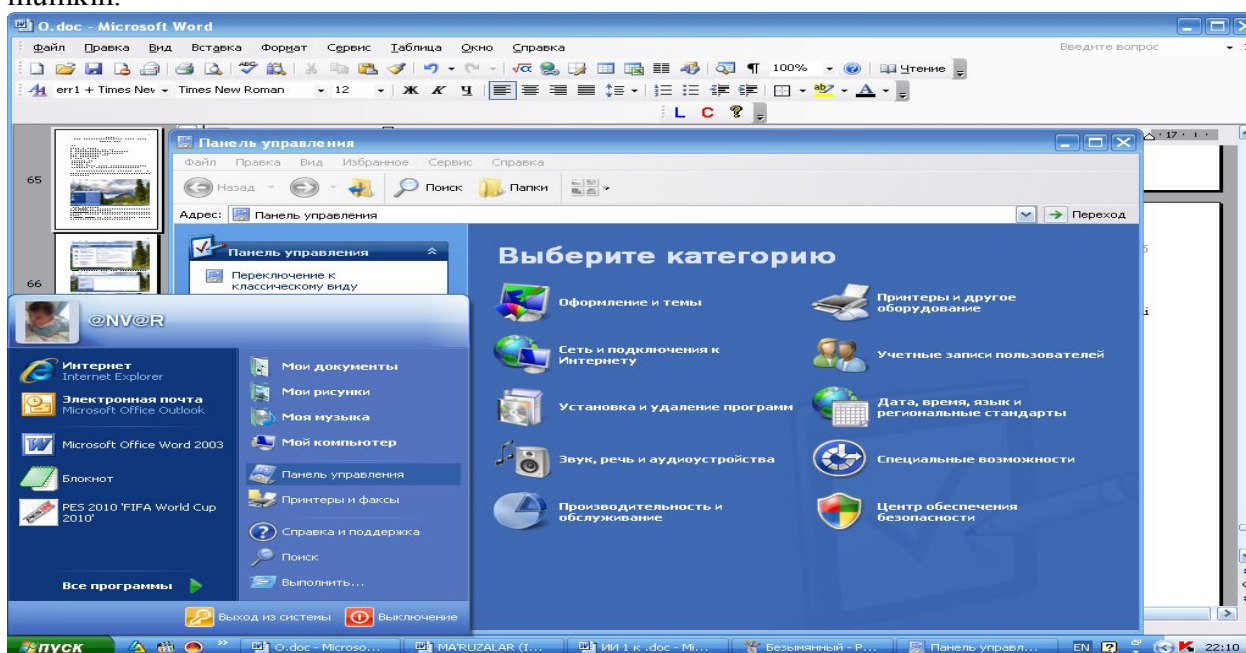 mumkin.
O.doc - Microsoft Word
Файл Правка Вид Вставка Формат Сервис Таблица Окно Справка
Введите вопрос
100% Чтение
err1 + Times Nev Times New Roman 12 Ж К Ч
L C ?
17
65
66
Панель управления
Файл Правка Вид Избранное Сервис Справка
Назад Поиск Папки
Адрес: Панель управления Переход
Панель управления
Переключение к
классическому виду
Выберите категорию
Оформление и темы
Принтеры и другое
оборудование
Сеть и подключения к
Интернету
Учетные записи пользователей
Установка и удаление программ
Дата, время, язык и
региональные стандарты
Звук, речь и аудиоустройства
Специальные возможности
Производительность и
обслуживание
Центр обеспечения
безопасности
@NV@R
Интернет
Internet Explorer
Электронная почта
Microsoft Office Outlook
Microsoft Office Word 2003
Блокнот
PES 2010 'FIFA World Cup
2010'
Все программы
Мои документы
Мои рисунки
Моя музыка
Мой компьютер
Панель управления
Принтеры и факсы
Справка и поддержка
Поиск
Выполнить...
Выход из системы Выключение
пуск O.doc - Microso... MA'RUZALAR (I... ИИ 1 к .doc - Mi... Безымянный - P... Панель управл... EN 22:10